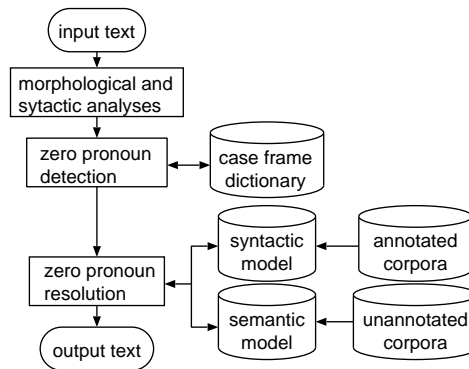 input text
morphological and
sytactic analyses
zero pronoun
detection
case frame
dictionary
syntactic
model
annotated
corpora
zero pronoun
resolution
semantic
model
unannotated
corpora
output text